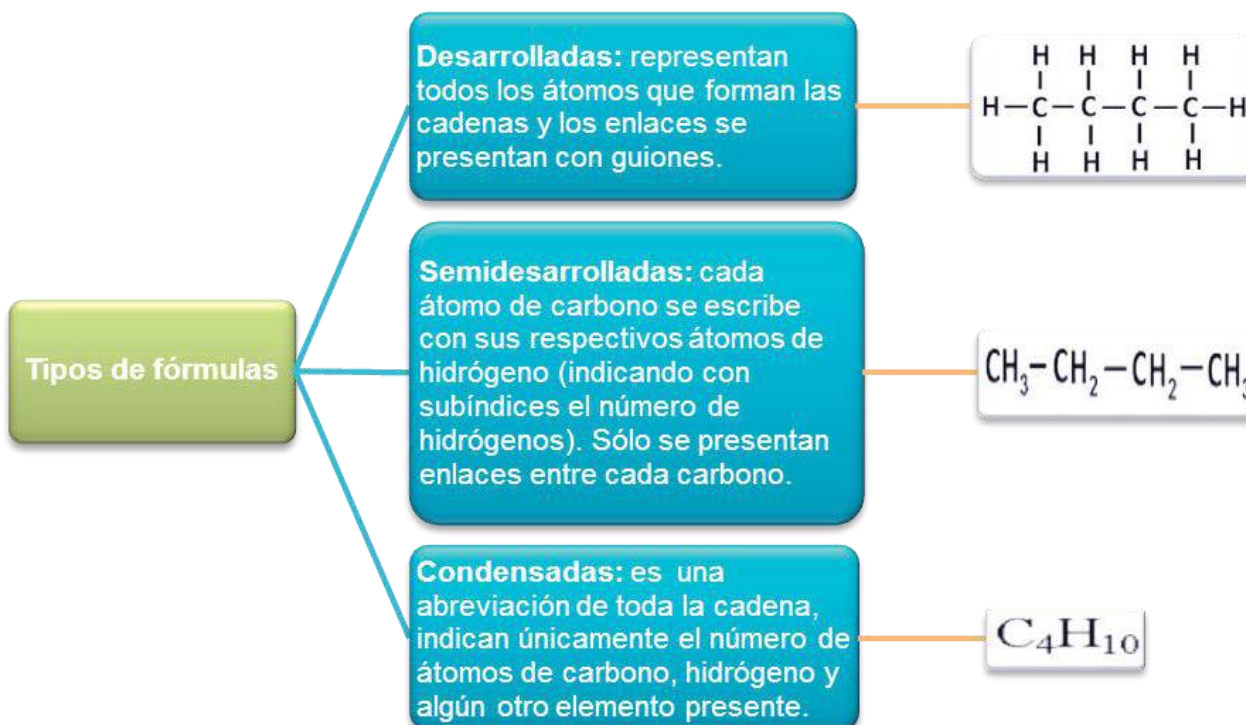 Tipos de fórmulas
Desarrolladas: representan
todos los átomos que forman las
cadenas y los enlaces se
presentan con guiones.
H H H H
H–C–C–C–C–H
H H H H
Semidesarrolladas: cada
átomo de carbono se escribe
con sus respectivos átomos de
hidrógeno (indicando con
subíndices el número de
hidrógenos). Sólo se presentan
enlaces entre cada carbono.
CH₃–CH₂–CH₂–CH₃
Condensadas: es una
abreviación de toda la cadena,
indican únicamente el número de
átomos de carbono, hidrógeno y
algún otro elemento presente.
C₄H₁₀